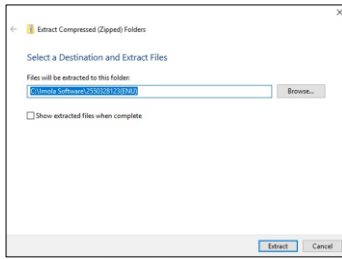 Extract Compressed (Zipped) Folders
Select a Destination and Extract Files
Files will be extracted to this folder:
C:\Imola Software\2550328123(ENU)
Browse...
Show extracted files when complete
Extract
Cancel